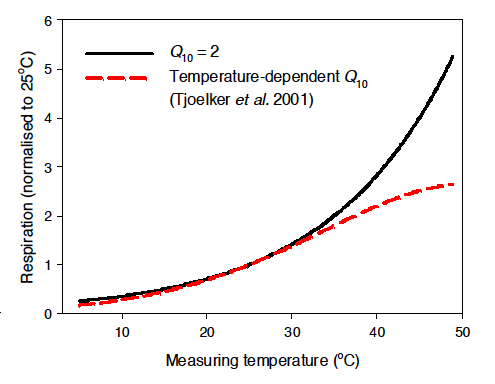 6
5
4
3
2
1
0
Respiration (normalised to 25°C)
Q10 = 2
Temperature-dependent Q10
(Tjoelker et al. 2001)
10 20 30 40 50
Measuring temperature (°C)